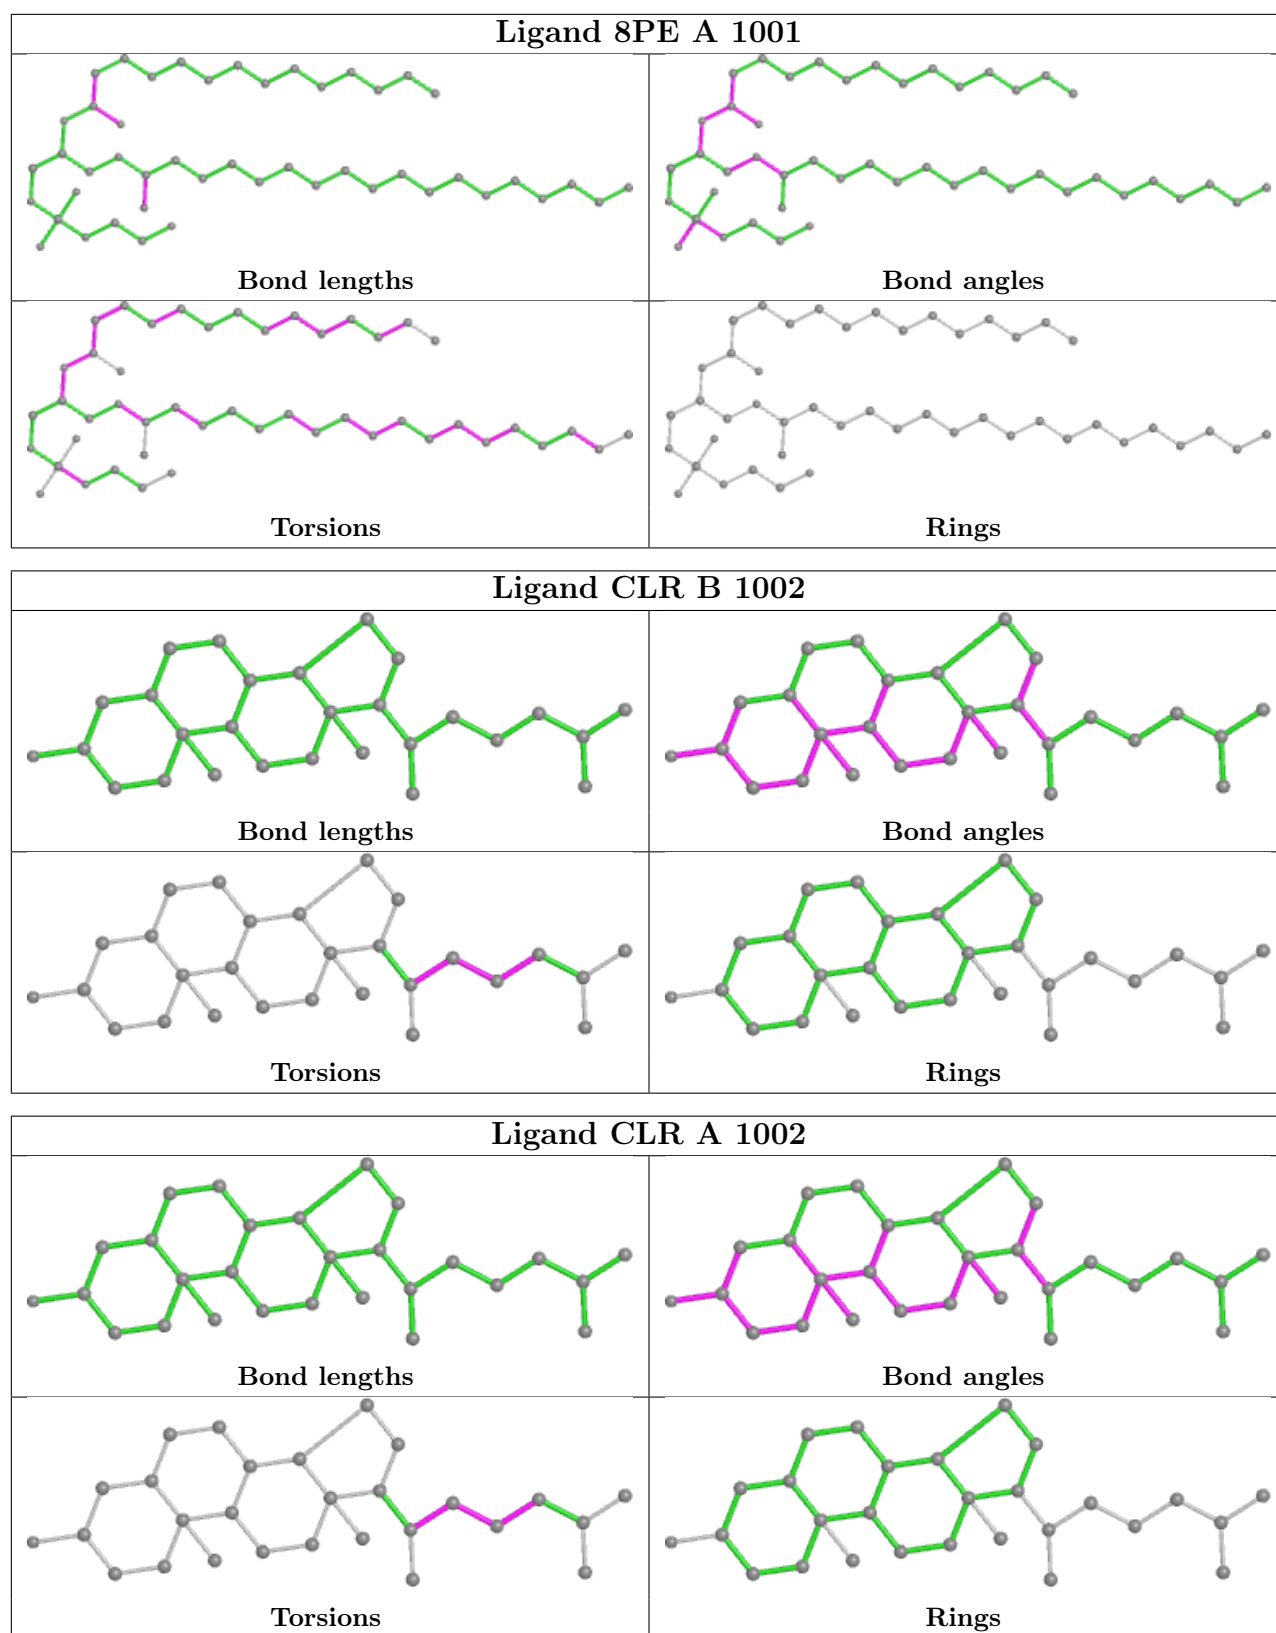 Ligand 8PE A 1001
Bond lengths
Bond angles
Torsions
Rings
Ligand CLR B 1002
Bond lengths
Bond angles
Torsions
Rings
Ligand CLR A 1002
Bond lengths
Bond angles
Torsions
Rings